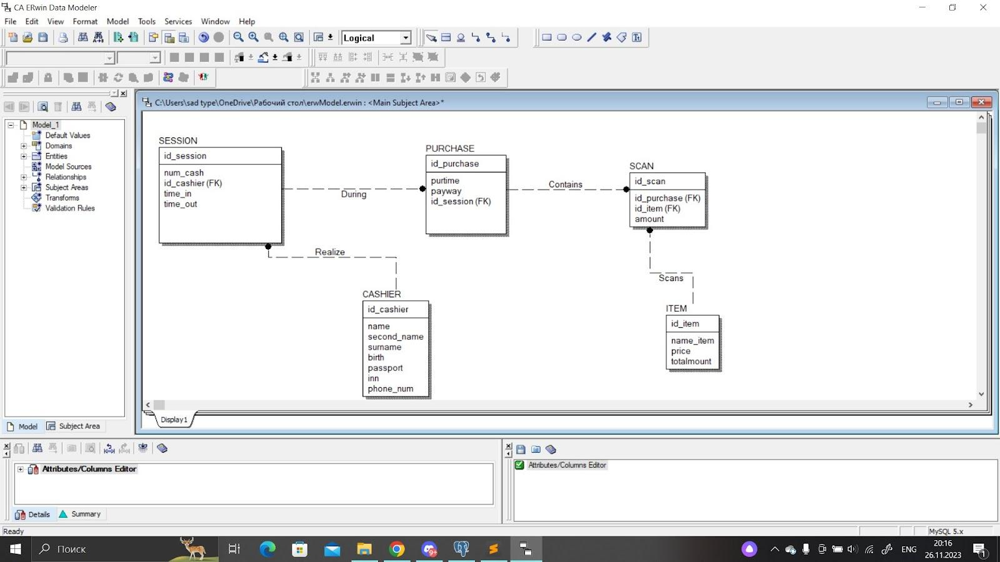 CA ERwin Data Modeler
File Edit View Format Model Tools Services Window Help
Logical
C:\Users\sad type\OneDrive\Рабочий стол\erwModel.erwin : <Main Subject Area>*
Model_1
Default Values
Domains
Entities
Model Sources
Relationships
Subject Areas
Transforms
Validation Rules
Model Subject Area
SESSION
id_session
num_cash
id_cashier (FK)
time_in
time_out
During
PURCHASE
id_purchase
purtime
payway
id_session (FK)
Contains
SCAN
id_scan
id_purchase (FK)
id_item (FK)
amount
Realize
Scans
CASHIER
id_cashier
name
second_name
surname
birth
passport
inn
phone_num
ITEM
id_item
name_item
price
totalmount
Display1
Attributes/Columns Editor
Details Summary
Attributes/Columns Editor
Ready
MySQL 5.x
Поиск
9+
ENG
20:16
26.11.2023
1